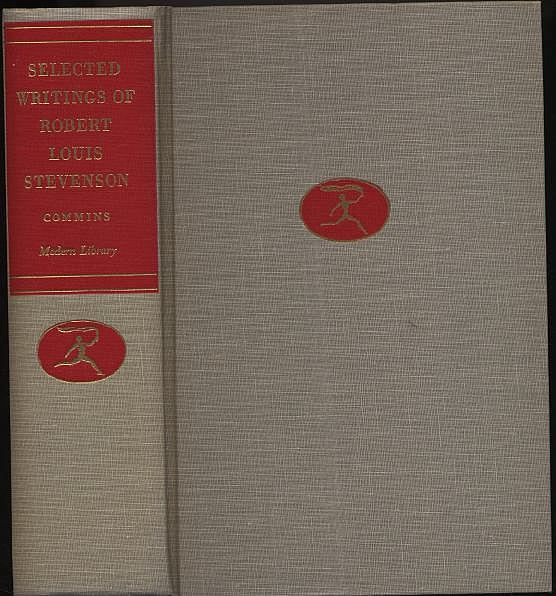 SELECTED
WRITINGS OF
ROBERT
LOUIS
STEVENSON
COMMINS
Modern Library